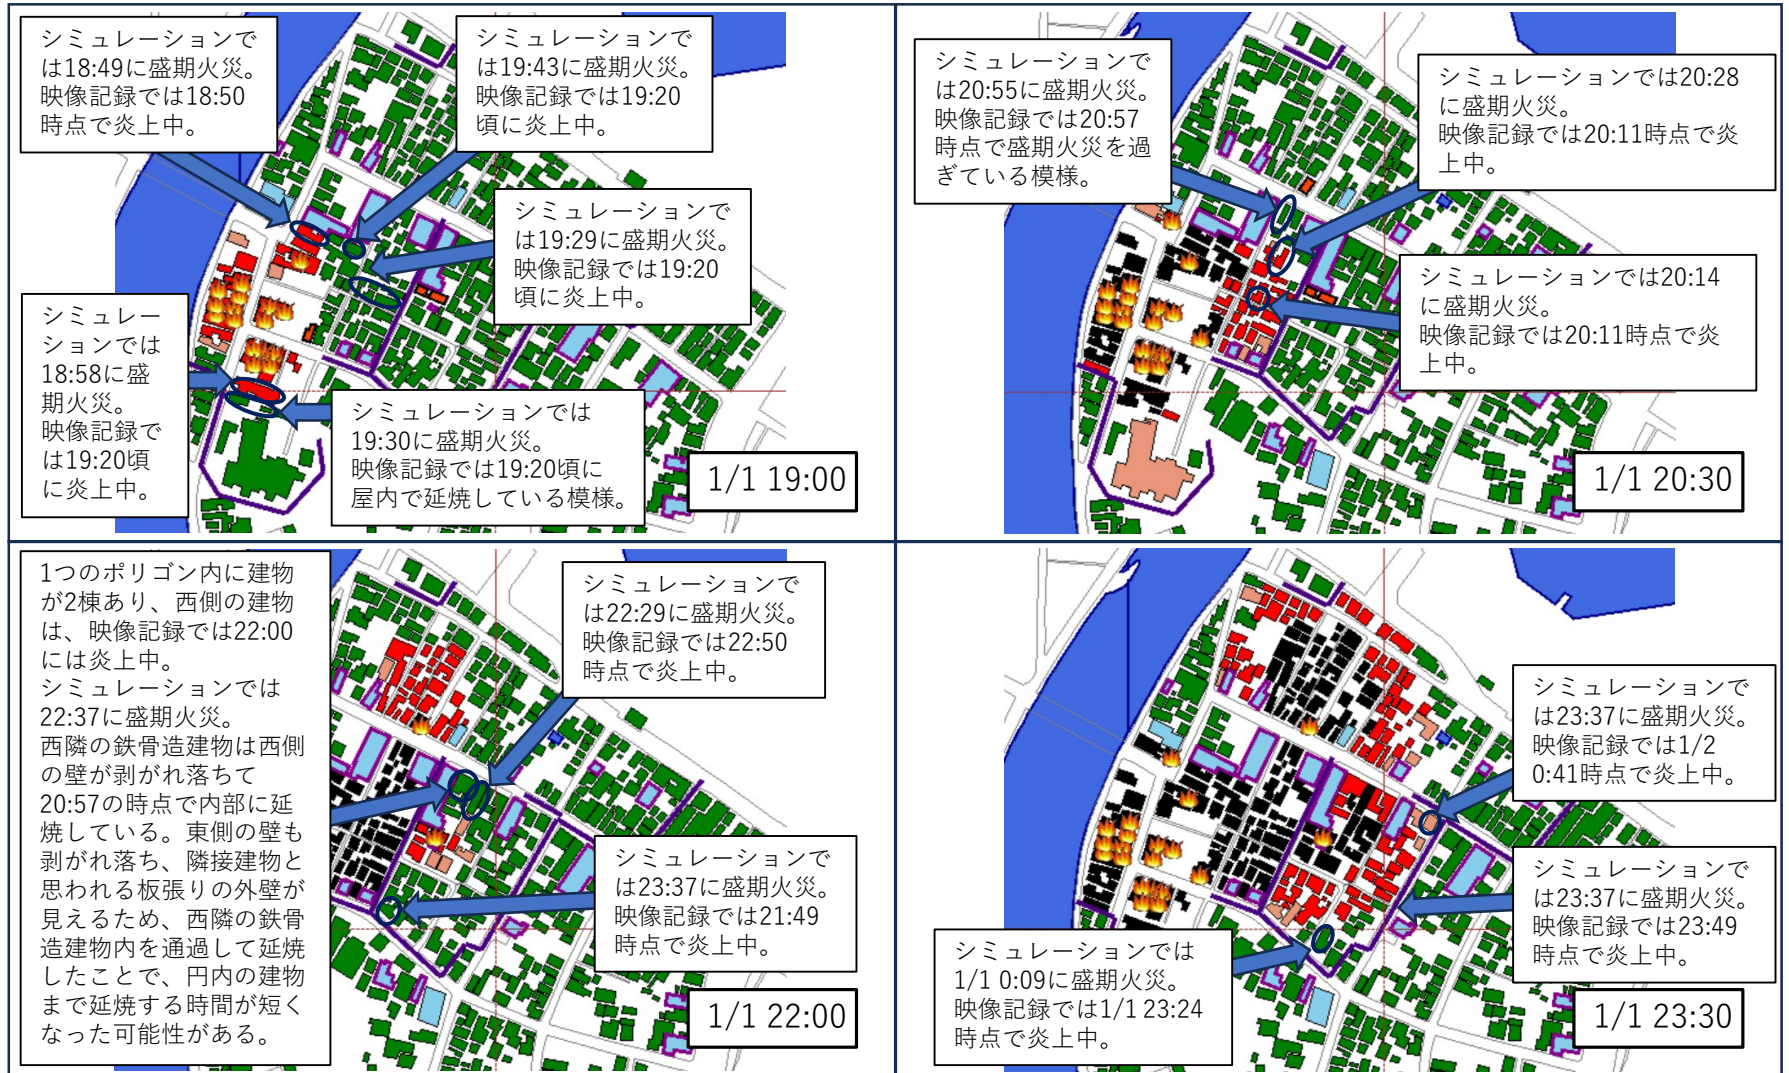 シミュレーションで
は18:49に盛期火災。
映像記録では18:50
時点で炎上中。
シミュレーションで
は19:43に盛期火災。
映像記録では19:20
頃に炎上中。
シミュレーションで
は19:29に盛期火災。
映像記録では19:20
頃に炎上中。
シミュレー
ションでは
18:58に盛
期火災。
映像記録で
は19:20頃
に炎上中。
シミュレーションでは
19:30に盛期火災。
映像記録では19:20頃に
屋内で延焼している模様。
1/1 19:00
シミュレーションで
は20:55に盛期火災。
映像記録では20:57
時点で盛期火災を過
ぎている模様。
シミュレーションでは20:28
に盛期火災。
映像記録では20:11時点で炎
上中。
シミュレーションでは20:14
に盛期火災。
映像記録では20:11時点で炎
上中。
1/1 20:30
1つのポリゴン内に建物
が2棟あり、西側の建物
は、映像記録では22:00
には炎上中。
シミュレーションでは
22:37に盛期火災。
西隣の鉄骨造建物は西側
の壁が剥がれ落ちて
20:57の時点で内部に延
焼している。東側の壁も
剥がれ落ち、隣接建物と
思われる板張りの外壁が
見えるため、西隣の鉄骨
造建物内を通過して延焼
したことで、円内の建物
まで延焼する時間が短く
なった可能性がある。
シミュレーションで
は22:29に盛期火災。
映像記録では22:50
時点で炎上中。
シミュレーションで
は23:37に盛期火災。
映像記録では21:49
時点で炎上中。
1/1 22:00
シミュレーションで
は23:37に盛期火災。
映像記録では1/2
0:41時点で炎上中。
シミュレーションで
は23:37に盛期火災。
映像記録では23:49
時点で炎上中。
シミュレーションでは
1/1 0:09に盛期火災。
映像記録では1/1 23:24
時点で炎上中。
1/1 23:30